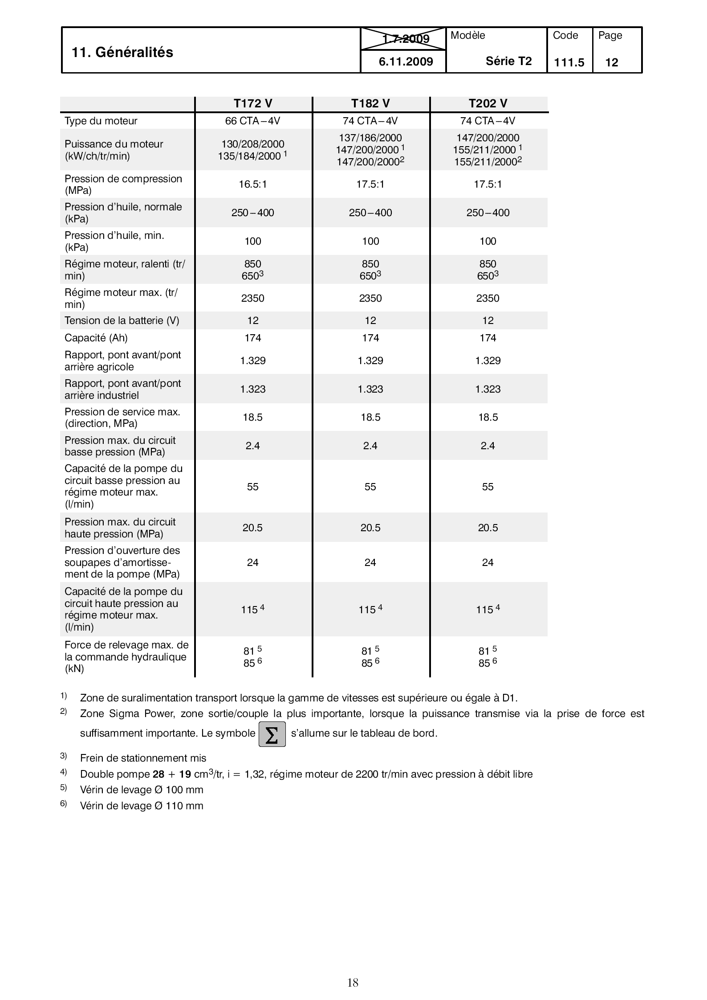 11. Généralités
1.7.2009
6.11.2009
Modèle
Série T2
Code
111.5
Page
12
T172 V T182 V T202 V
Type du moteur 66 CTA–4V 74 CTA–4V 74 CTA–4V
Puissance du moteur
(kW/ch/tr/min)
130/208/2000
135/184/2000 1
137/186/2000
147/200/2000 1
147/200/2000 2
147/200/2000
155/211/2000 1
155/211/2000 2
Pression de compression
(MPa)
16.5:1 17.5:1 17.5:1
Pression d’huile, normale
(kPa)
250–400 250–400 250–400
Pression d’huile, min.
(kPa)
100 100 100
Régime moteur, ralenti (tr/
min)
850 850 850
650 3 650 3 650 3
Régime moteur max. (tr/
min)
2350 2350 2350
Tension de la batterie (V) 12 12 12
Capacité (Ah) 174 174 174
Rapport, pont avant/pont
arrière agricole
1.329 1.329 1.329
Rapport, pont avant/pont
arrière industriel
1.323 1.323 1.323
Pression de service max.
(direction, MPa)
18.5 18.5 18.5
Pression max. du circuit
basse pression (MPa)
2.4 2.4 2.4
Capacité de la pompe du
circuit basse pression au
régime moteur max.
(l/min)
55 55 55
Pression max. du circuit
haute pression (MPa)
20.5 20.5 20.5
Pression d’ouverture des
soupapes d’amortisse-
ment de la pompe (MPa)
24 24 24
Capacité de la pompe du
circuit haute pression au
régime moteur max.
(l/min)
115 4 115 4 115 4
Force de relevage max. de
la commande hydraulique
(kN)
81 5 81 5 81 5
85 6 85 6 85 6
1) Zone de suralimentation transport lorsque la gamme de vitesses est supérieure ou égale à D1.
2) Zone Sigma Power, zone sortie/couple la plus importante, lorsque la puissance transmise via la prise de force est
suffisamment importante. Le symbole Σ s’allume sur le tableau de bord.
3) Frein de stationnement mis
4) Double pompe 28 + 19 cm3/tr, i = 1,32, régime moteur de 2200 tr/min avec pression à débit libre
5) Vérin de levage Ø 100 mm
6) Vérin de levage Ø 110 mm
18